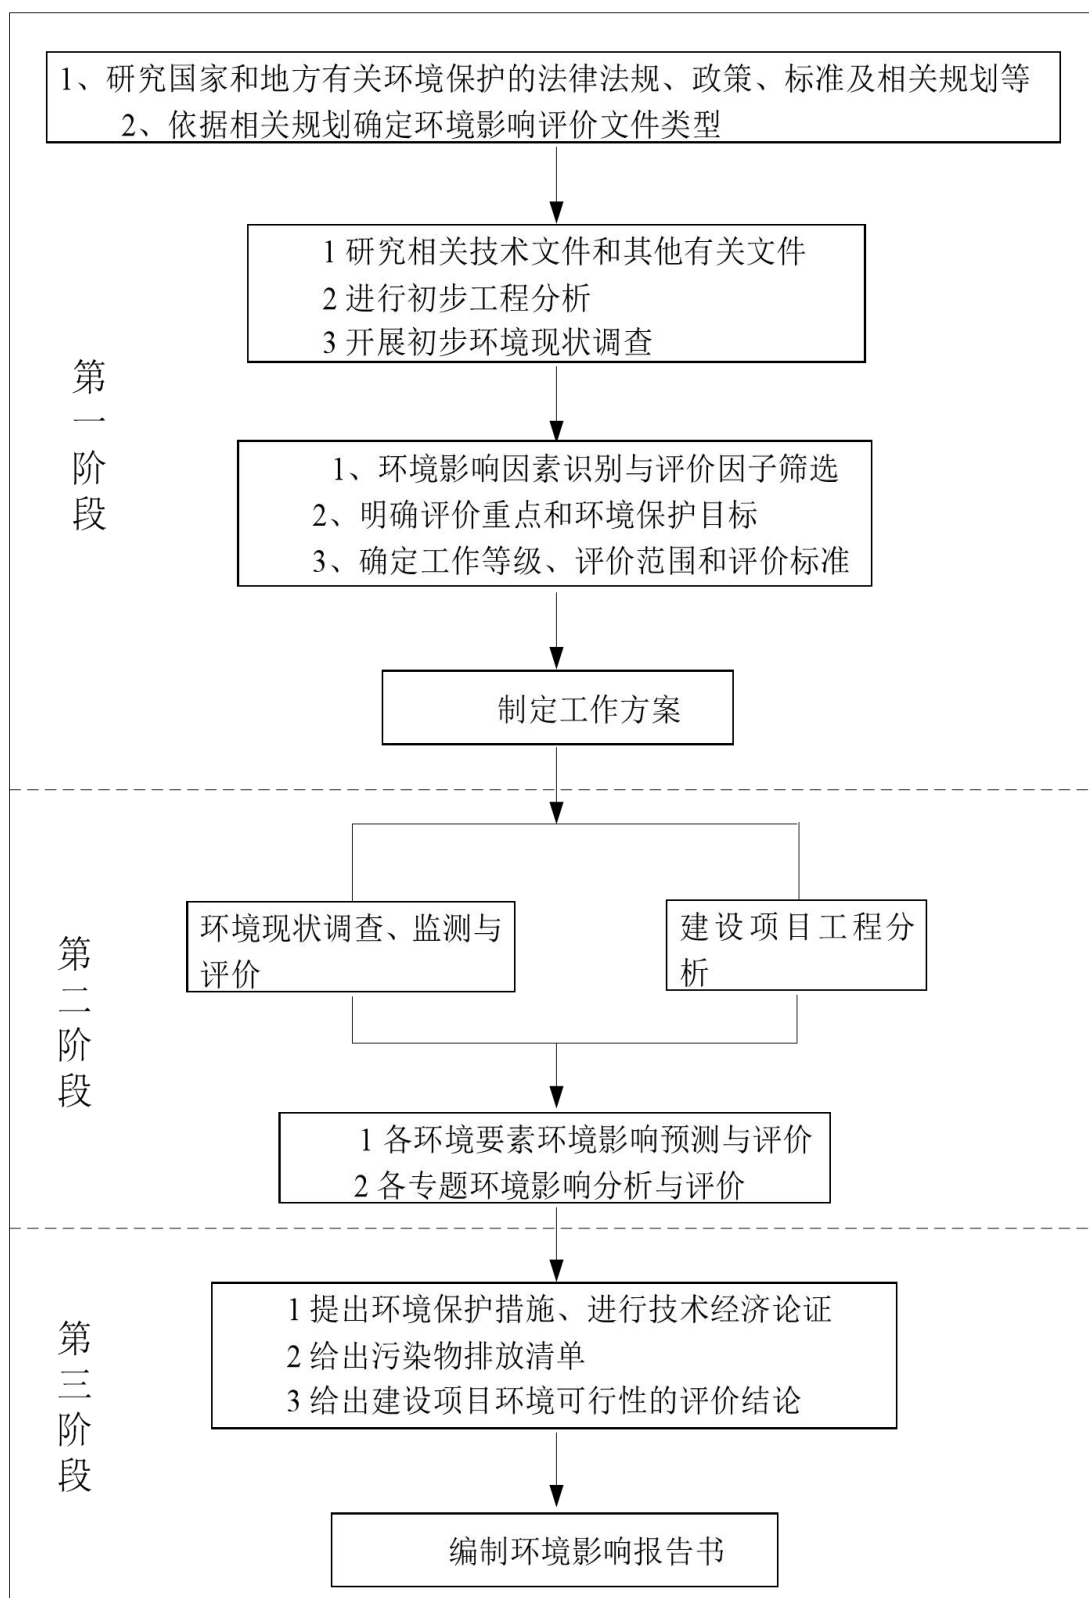 1、研究国家和地方有关环境保护的法律法规、政策、标准及相关规划等
2、依据相关规划确定环境影响评价文件类型
1 研究相关技术文件和其他有关文件
2 进行初步工程分析
3 开展初步环境现状调查
第一阶段
1、环境影响因素识别与评价因子筛选
2、明确评价重点和环境保护目标
3、确定工作等级、评价范围和评价标准
制定工作方案
第二阶段
环境现状调查、监测与
评价
建设项目工程分
析
1 各环境要素环境影响预测与评价
2 各专题环境影响分析与评价
第三阶段
1 提出环境保护措施、进行技术经济论证
2 给出污染物排放清单
3 给出建设项目环境可行性的评价结论
编制环境影响报告书